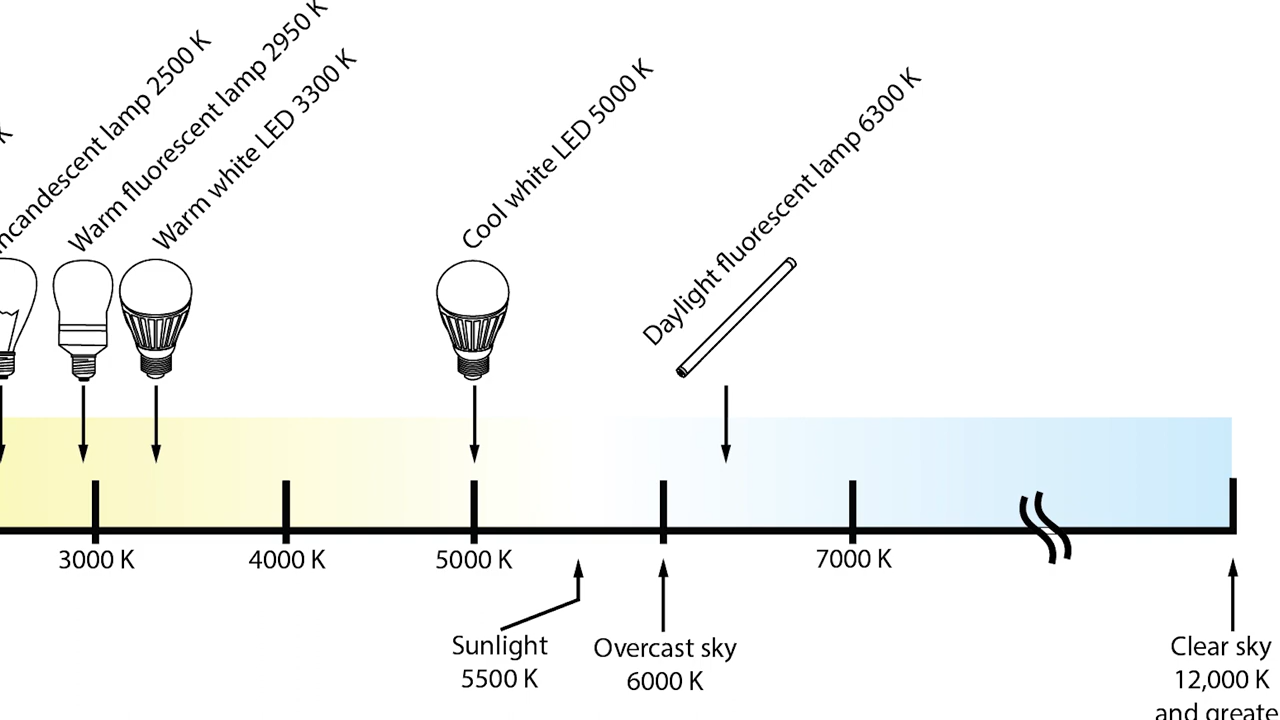 K
ncandescent lamp 2500 K
Warm fluorescent lamp 2950 K
Warm white LED 3300 K
Cool white LED 5000 K
Daylight fluorescent lamp 6300 K
3000 K
4000 K
5000 K
7000 K
Sunlight
5500 K
Overcast sky
6000 K
Clear sky
12,000 K
and greate